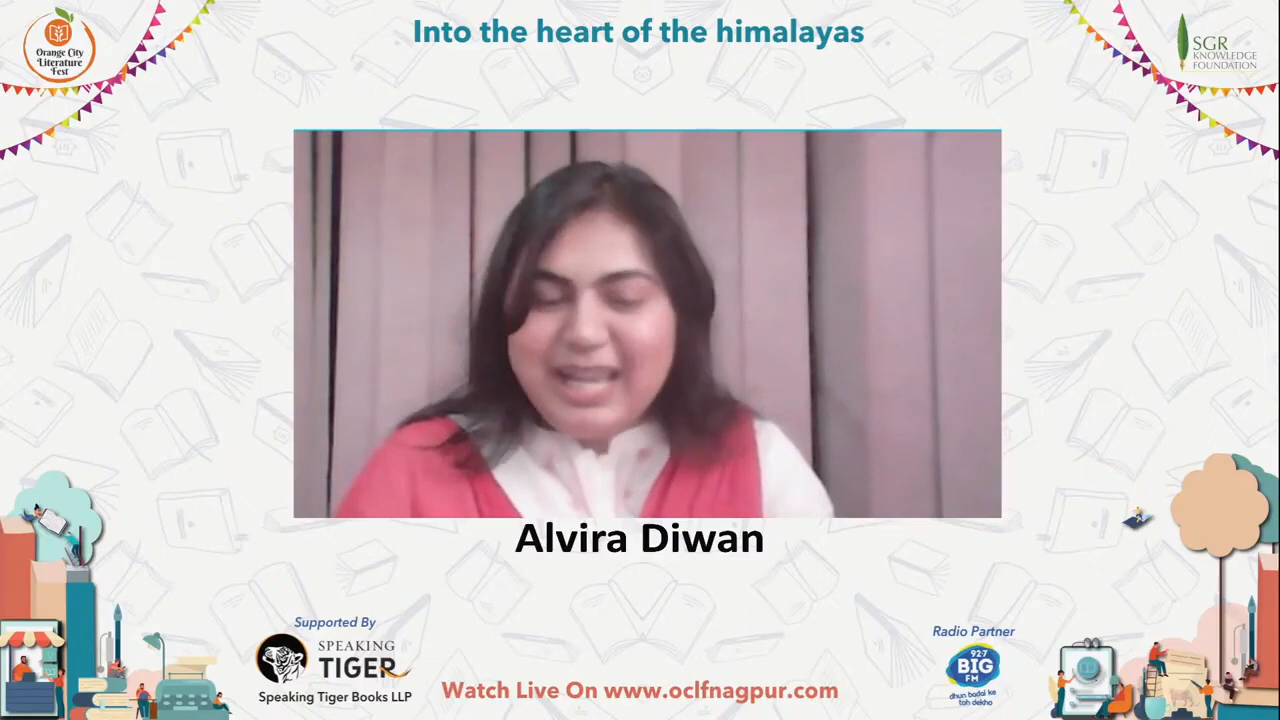 Into the heart of the himalayas
Orange City
Literature
Fest
SGR
KNOWLEDGE
FOUNDATION
Alvira Diwan
Supported By
SPEAKING
TIGER
Speaking Tiger Books LLP
Watch Live On www.oclfnagpur.com
Radio Partner
92.7
BIG
FM
dhun badal ke
toh dekho